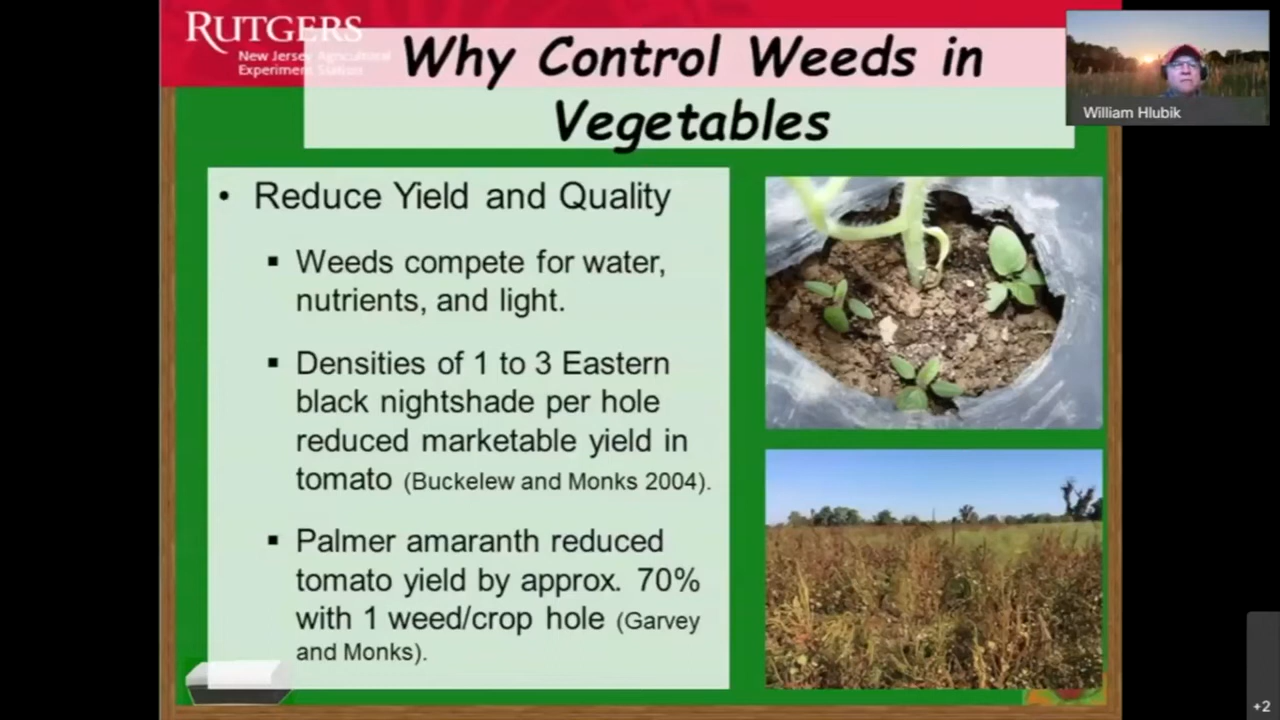 RUTGERS
New Jersey Agricultural
Experiment Station
Why Control Weeds in
Vegetables
William Hlubik
• Reduce Yield and Quality
▪ Weeds compete for water,
nutrients, and light.
▪ Densities of 1 to 3 Eastern
black nightshade per hole
reduced marketable yield in
tomato (Buckelew and Monks 2004).
▪ Palmer amaranth reduced
tomato yield by approx. 70%
with 1 weed/crop hole (Garvey
and Monks).
+2